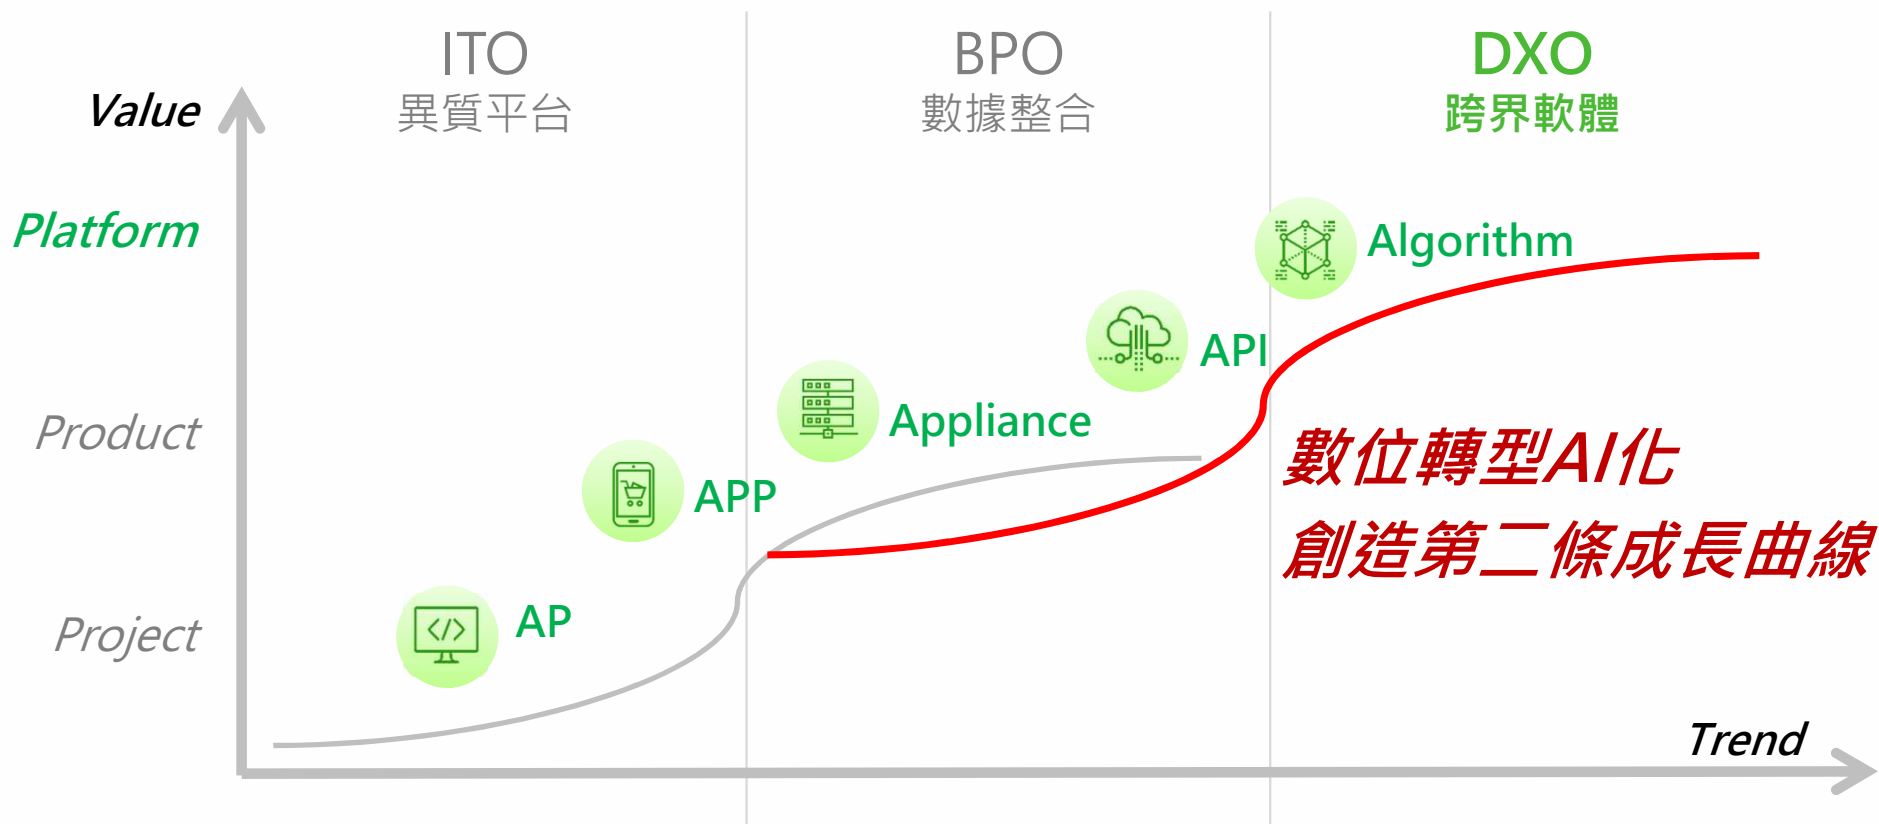 ITO
異質平台
BPO
數據整合
DXO
跨界軟體
Value
Platform
Product
Project
Algorithm
API
Appliance
APP
AP
</>
數位轉型AI化
創造第二條成長曲線
Trend